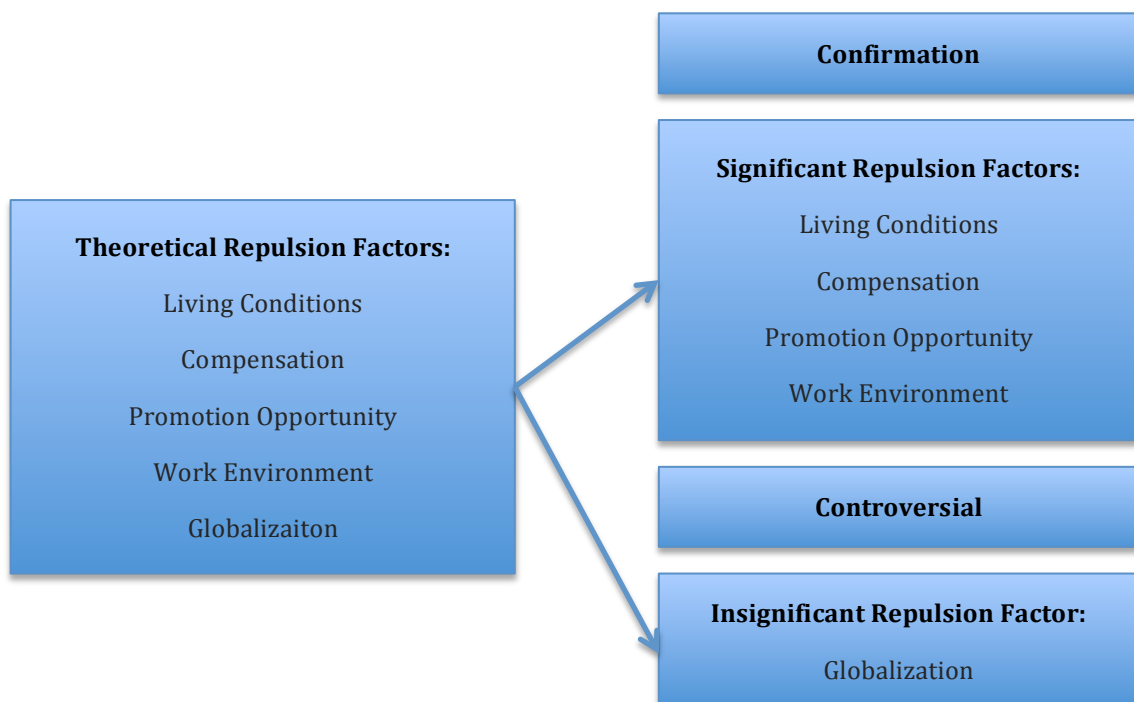 Theoretical Repulsion Factors:
Living Conditions
Compensation
Promotion Opportunity
Work Environment
Globalizaiton
Confirmation
Significant Repulsion Factors:
Living Conditions
Compensation
Promotion Opportunity
Work Environment
Controversial
Insignificant Repulsion Factor:
Globalization